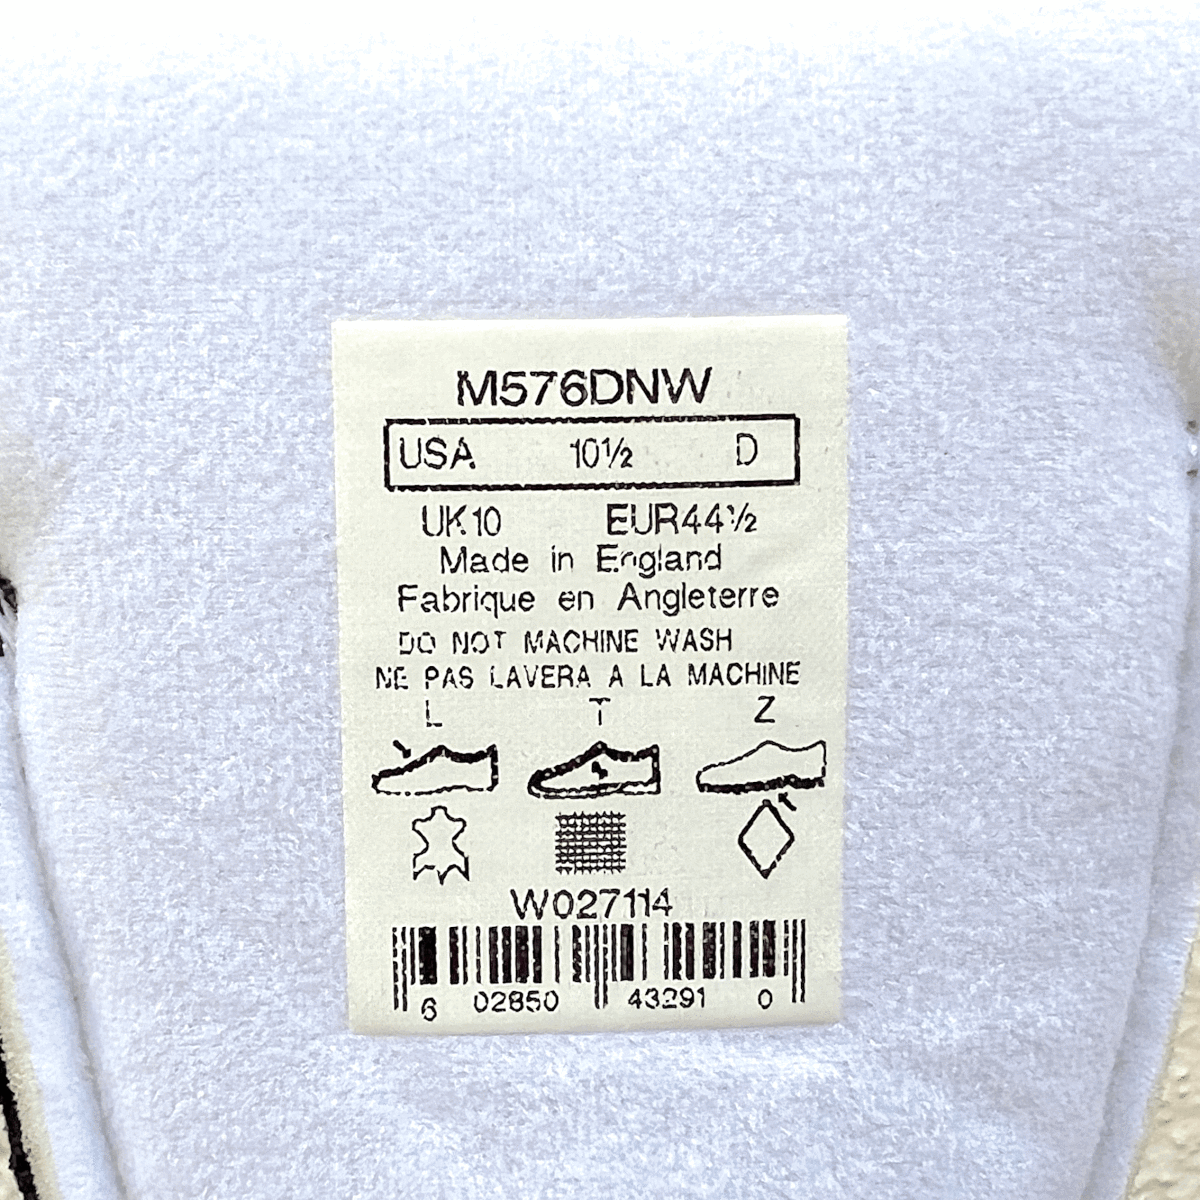 M576DNW
USA 10½ D
UK10 EUR44½
Made in England
Fabrique en Angleterre
DO NOT MACHINE WASH
NE PAS LAVERA A LA MACHINE
L T Z
W027114
6 02850 43291 0